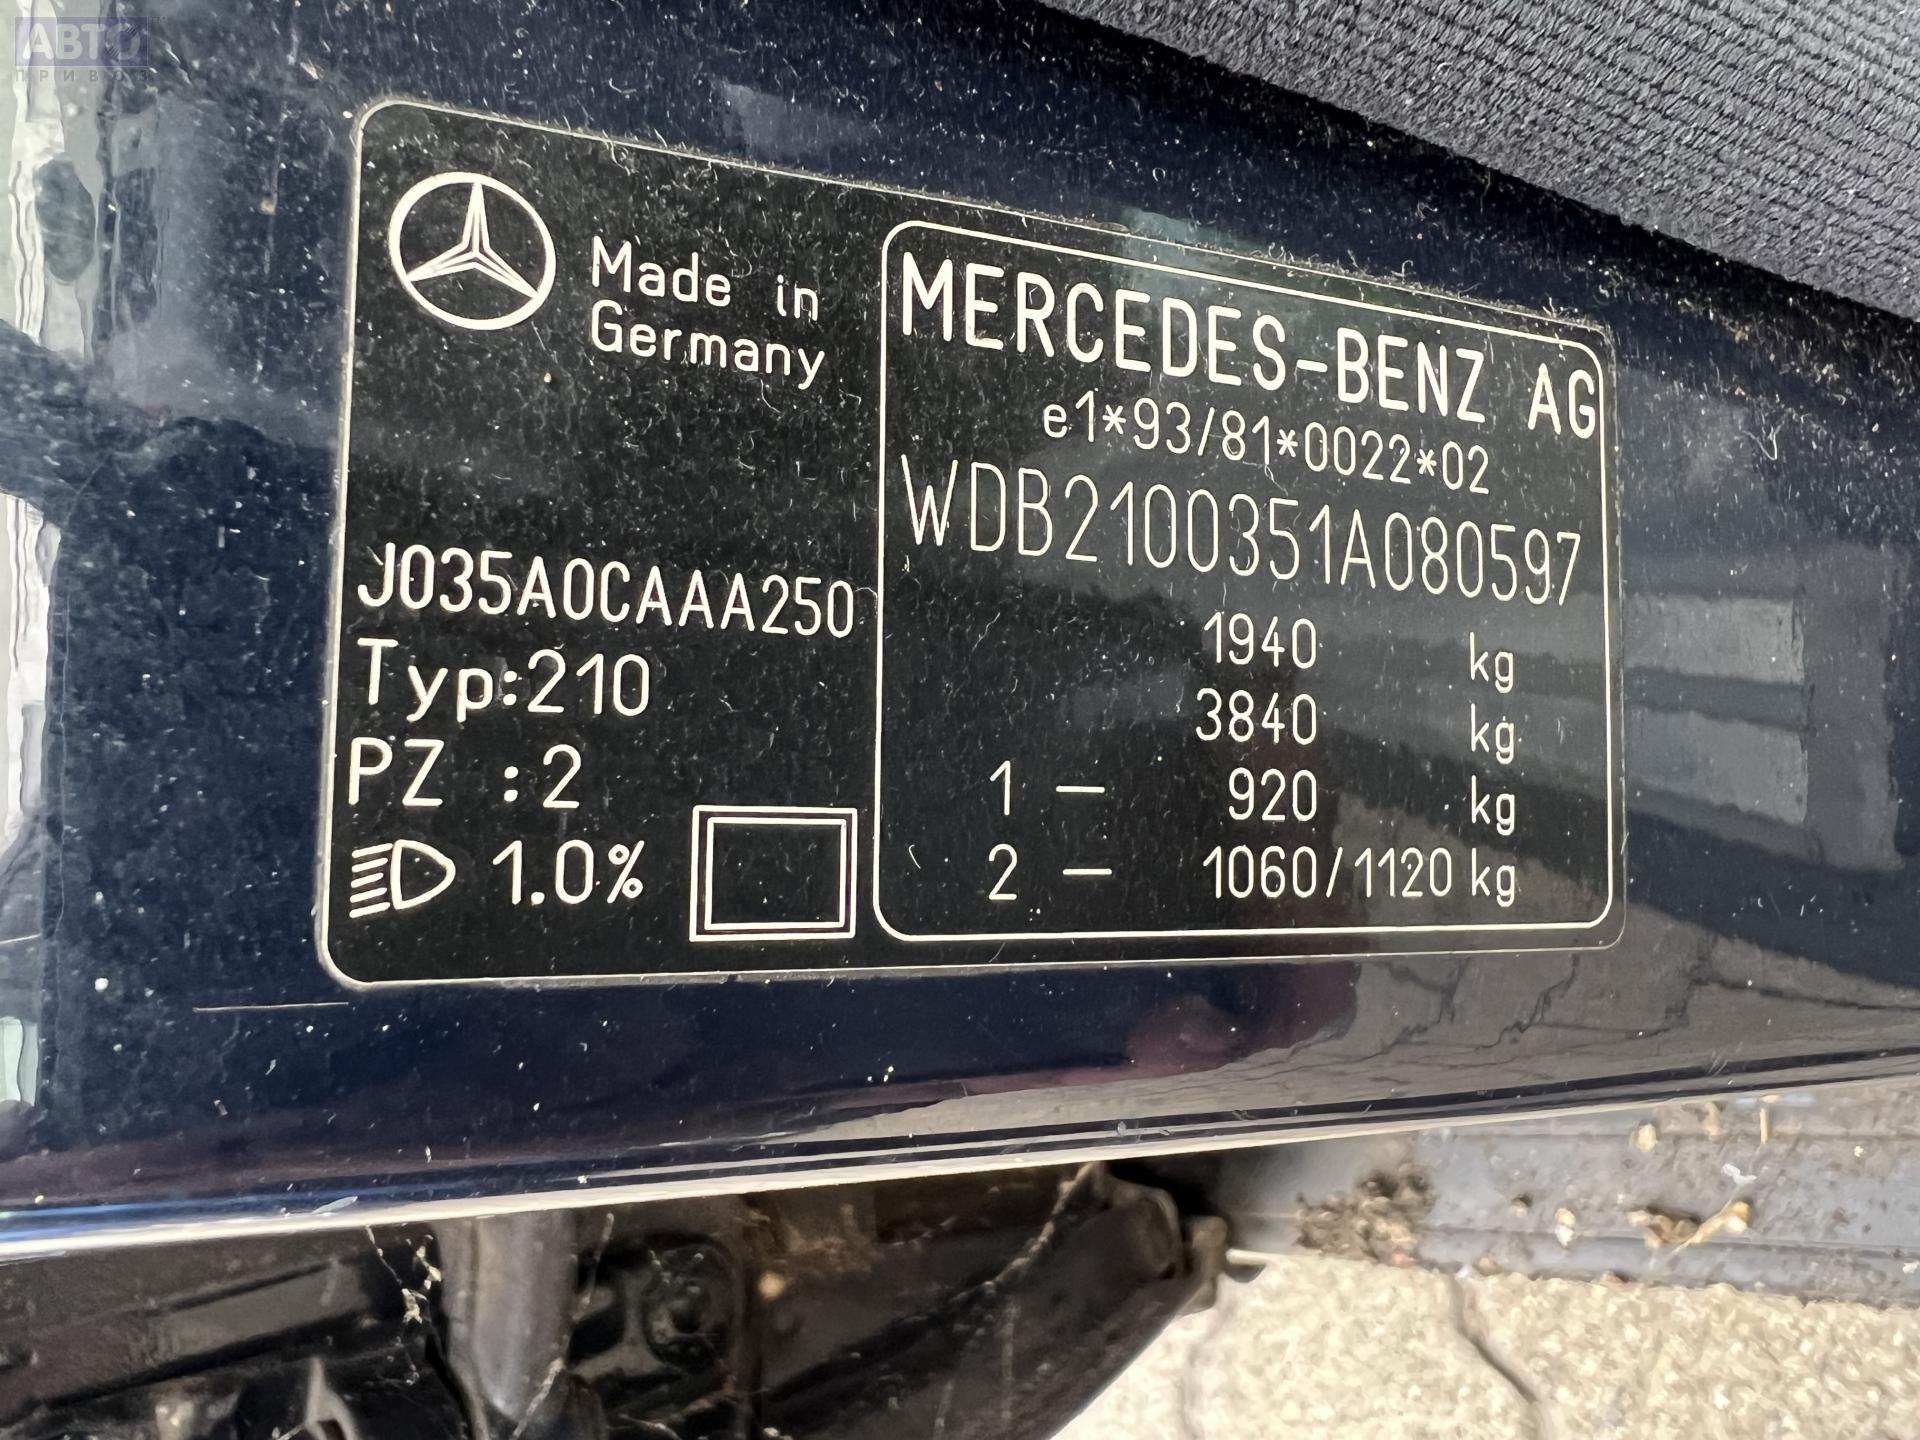 АВТО
ПРИВОЗ
Made in
Germany
J035A0CAAA250
Typ:210
PZ :2
1.0%
MERCEDES-BENZ AG
e1*93/81*0022*02
WDB2100351A080597
1940 kg
3840 kg
1 – 920 kg
2 – 1060/1120 kg